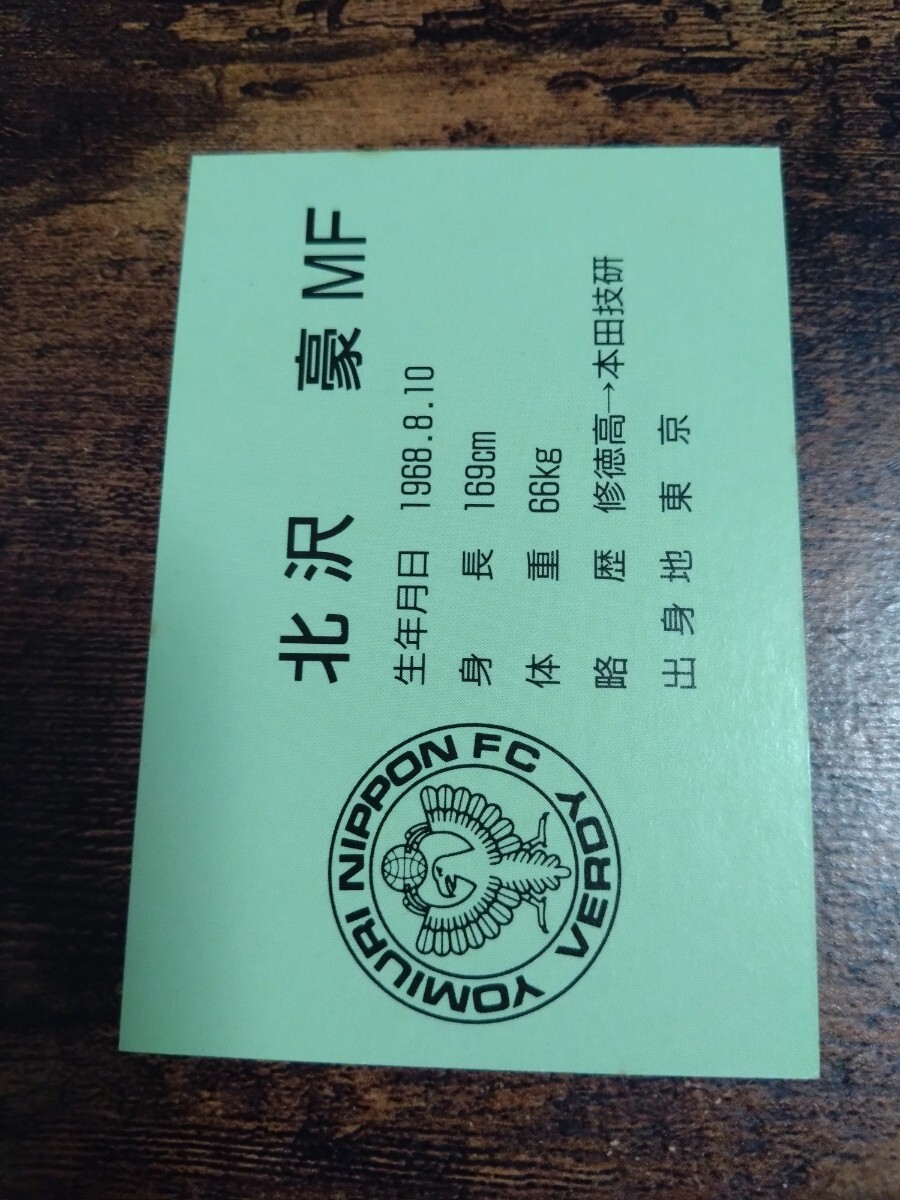 北沢 豪 MF
生年月日 1968.8.10
身長 169cm
体重 66kg
略歴 修徳高→本田技研
出身地 東京
YOMIURI NIPPON FC
VERDY